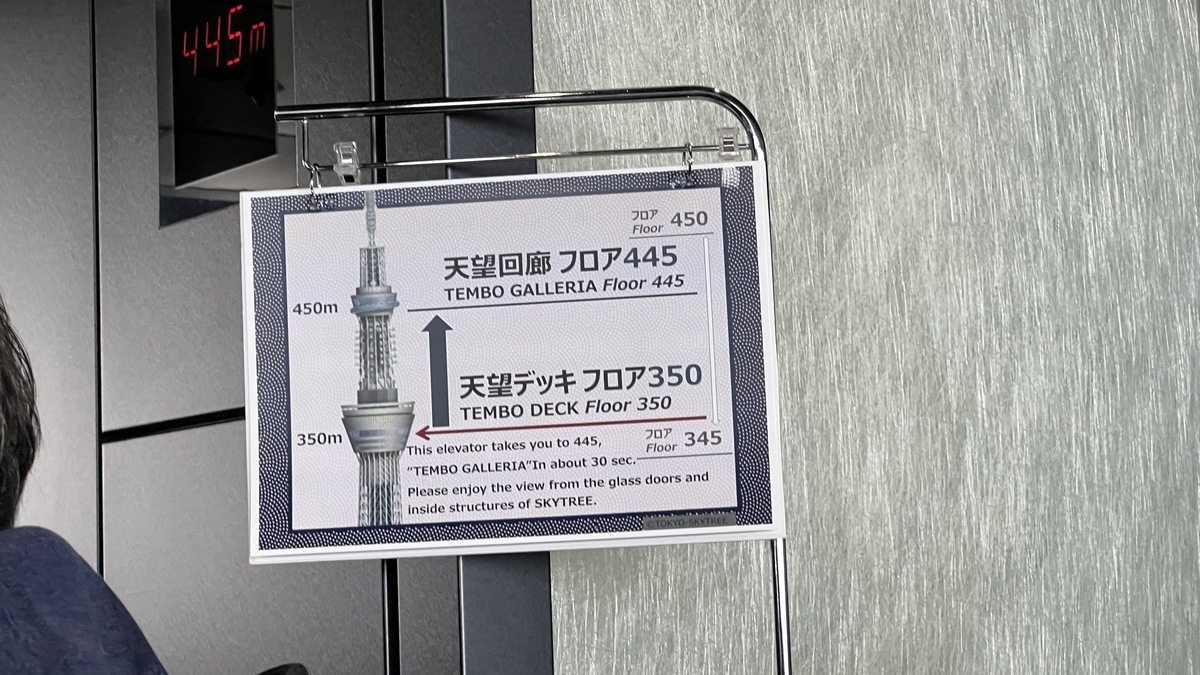 445m
フロア
Floor 450
天望回廊 フロア445
TEMBO GALLERIA Floor 445
450m
天望デッキ フロア350
TEMBO DECK Floor 350
350m
フロア
Floor 345
This elevator takes you to 445,
“TEMBO GALLERIA”In about 30 sec.
Please enjoy the view from the glass doors and
inside structures of SKYTREE.
©TOKYO-SKYTREE